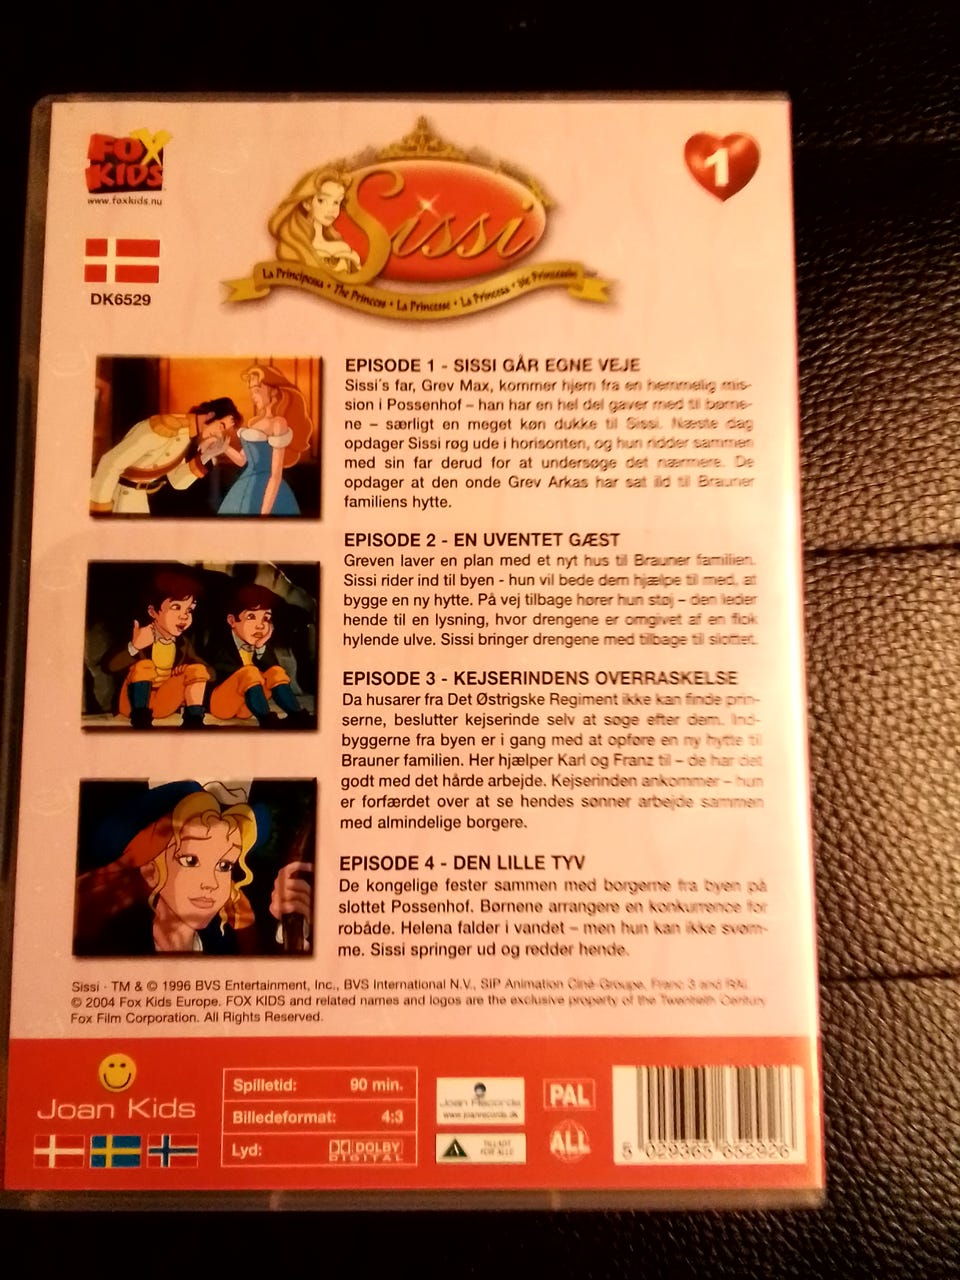 FOX
KIDS
www.foxkids.nu
1
Sissi
La Principessa • The Princess • La Princesse • La Princesa • Die Prinzessin
DK6529
EPISODE 1 - SISSI GÅR EGNE VEJE
Sissi´s far, Grev Max, kommer hjem fra en hemmelig mis-
sion i Possenhof – han har en hel del gaver med til børne-
ne – særligt en meget køn dukke til Sissi. Næste dag
opdager Sissi røg ude i horisonten, og hun ridder sammen
med sin far derud for at undersøge det nærmere. De
opdager at den onde Grev Arkas har sat ild til Brauner
familiens hytte.
EPISODE 2 - EN UVENTET GÆST
Greven laver en plan med et nyt hus til Brauner familien.
Sissi rider ind til byen - hun vil bede dem hjælpe til med, at
bygge en ny hytte. På vej tilbage hører hun støj – den leder
hende til en lysning, hvor drengene er omgivet af en flok
hylende ulve. Sissi bringer drengene med tilbage til slottet.
EPISODE 3 - KEJSERINDENS OVERRASKELSE
Da husarer fra Det Østrigske Regiment ikke kan finde prin-
serne, beslutter kejserinde selv at søge efter dem. Ind-
byggerne fra byen er i gang med at opføre en ny hytte til
Brauner familien. Her hjælper Karl og Franz til – de har det
godt med det hårde arbejde. Kejserinden ankommer – hun
er forfærdet over at se hendes sønner arbejde sammen
med almindelige borgere.
EPISODE 4 - DEN LILLE TYV
De kongelige fester sammen med borgerne fra byen på
slottet Possenhof. Børnene arrangere en konkurrence for
robåde. Helena falder i vandet – men hun kan ikke svøm-
me. Sissi springer ud og redder hende.
Sissi · TM & © 1996 BVS Entertainment, Inc., BVS International N.V., SIP Animation Ciné-Groupe, Franc 3 and RAI.
© 2004 Fox Kids Europe. FOX KIDS and related names and logos are the exclusive property of the Twentieth Century
Fox Film Corporation. All Rights Reserved.
Joan Kids
Spilletid: 90 min.
Billedeformat: 4:3
Lyd: DOLBY
DIGITAL
Joan Records
www.joanrecords.dk
TILLADT
FOR ALLE
PAL
ALL
5 029365 652926